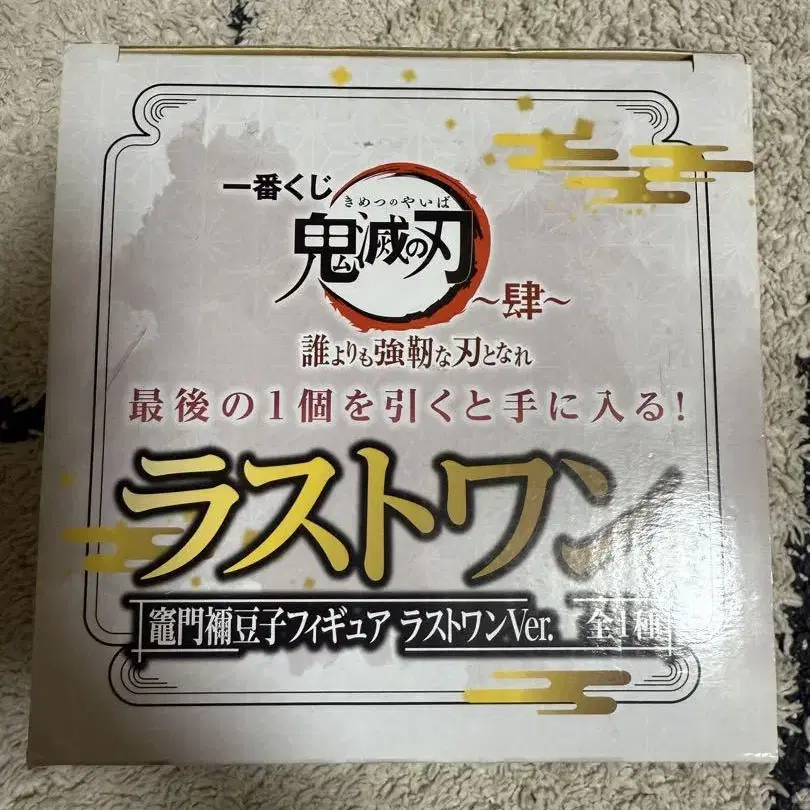 一番くじ
きめつのやいば
鬼滅の刃
～肆～
誰よりも強靭な刃となれ
最後の1個を引くと手に入る!
ラストワン
竈門禰豆子フィギュア ラストワンVer. 全1種